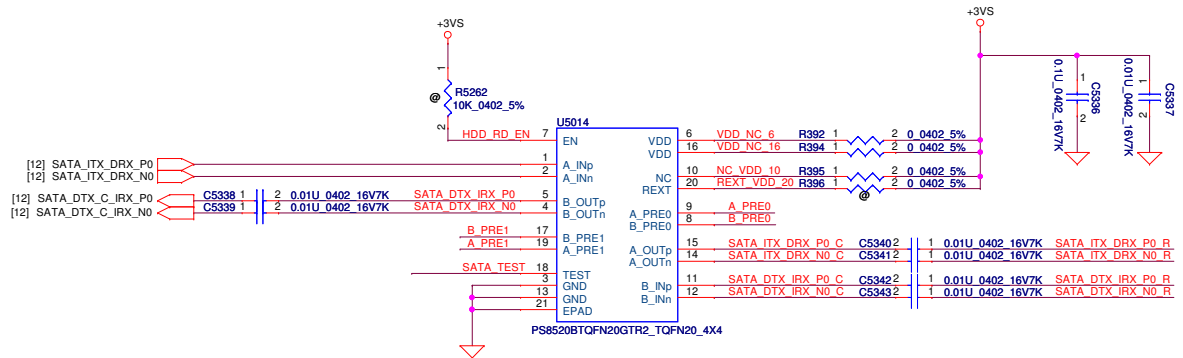 +3VS
+3VS
1
@
R5262
10K_0402_5%
2
0.1U_0402_16V7K
1
C5336
2
0.01U_0402_16V7K
1
C5337
2
U5014
HDD_RD_EN 7 EN
VDD 6 VDD_NC_6 R392 1 2 0_0402_5%
VDD 16 VDD_NC_16 R394 1 2 0_0402_5%
[12] SATA_ITX_DRX_P0 1 A_INp
[12] SATA_ITX_DRX_N0 2 A_INn
NC 10 NC_VDD_10 R395 1 2 0_0402_5%
REXT 20 REXT_VDD_20 R396 1 2 0_0402_5%
@
[12] SATA_DTX_C_IRX_P0 C5338 1 2 0.01U_0402_16V7K SATA_DTX_IRX_P0 5 B_OUTp
[12] SATA_DTX_C_IRX_N0 C5339 1 2 0.01U_0402_16V7K SATA_DTX_IRX_N0 4 B_OUTn
A_PRE0 9 A_PRE0
B_PRE0 8 B_PRE0
B_PRE1 17 B_PRE1
A_PRE1 19 A_PRE1
A_OUTp 15 SATA_ITX_DRX_P0_C C5340 2 1 0.01U_0402_16V7K SATA_ITX_DRX_P0_R
A_OUTn 14 SATA_ITX_DRX_N0_C C5341 2 1 0.01U_0402_16V7K SATA_ITX_DRX_N0_R
SATA_TEST 18 TEST
3 GND
13 GND
21 EPAD
B_INp 11 SATA_DTX_IRX_P0_C C5342 2 1 0.01U_0402_16V7K SATA_DTX_IRX_P0_R
B_INn 12 SATA_DTX_IRX_N0_C C5343 2 1 0.01U_0402_16V7K SATA_DTX_IRX_N0_R
PS8520BTQFN20GTR2_TQFN20_4X4